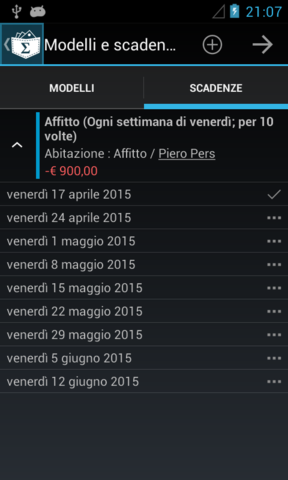 21:07
Modelli e scaden...
MODELLI
SCADENZE
Affitto (Ogni settimana di venerdì; per 10
volte)
Abitazione : Affitto / Piero Pers
-€ 900,00
venerdì 17 aprile 2015
venerdì 24 aprile 2015
venerdì 1 maggio 2015
venerdì 8 maggio 2015
venerdì 15 maggio 2015
venerdì 22 maggio 2015
venerdì 29 maggio 2015
venerdì 5 giugno 2015
venerdì 12 giugno 2015